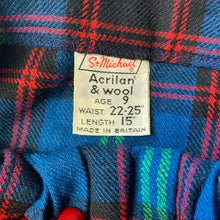 St Michael
Acrilan
& wool
AGE 9
WAIST 22-25"
LENGTH 15"
MADE IN BRITAIN